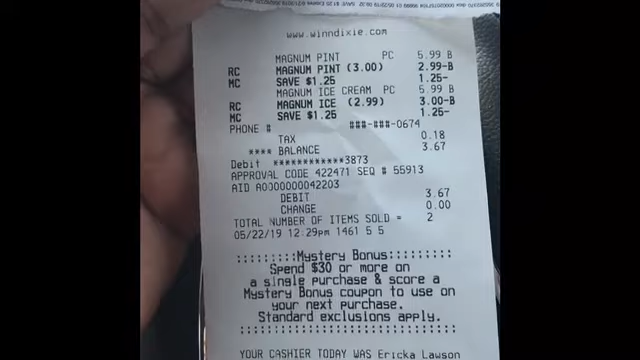 www.winndixie.com
MAGNUM PINT PC 5.99 B
RC MAGNUM PINT (3.00) 2.99-B
MC SAVE $1.25 1.25-
MAGNUM ICE CREAM PC 5.99 B
RC MAGNUM ICE (2.99) 3.00-B
MC SAVE $1.25 1.25-
PHONE # ###-###-0674
TAX 0.18
**** BALANCE 3.67
Debit ************3873
APPROVAL CODE 422471 SEQ # 55913
AID A0000000042203
DEBIT 3.67
CHANGE 0.00
TOTAL NUMBER OF ITEMS SOLD = 2
05/22/19 12:29pm 1461 5 5
:::::::::Mystery Bonus:::::::::
Spend $30 or more on
a single purchase & score a
Mystery Bonus coupon to use on
your next purchase.
Standard exclusions apply.
YOUR CASHIER TODAY WAS Ericka Lawson